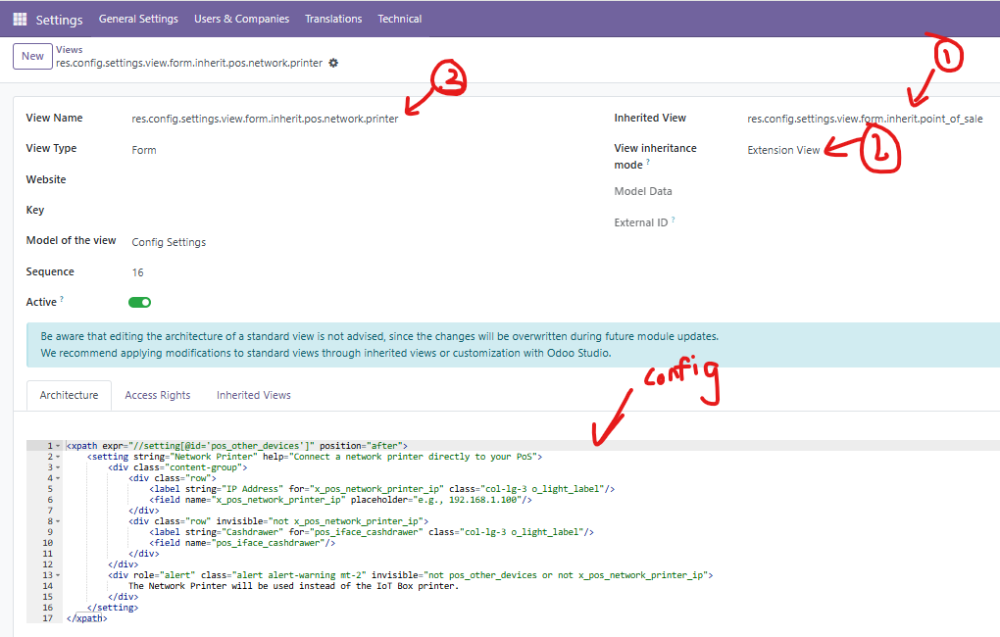 Settings General Settings Users & Companies Translations Technical
New
Views
res.config.settings.view.form.inherit.pos.network.printer
3
1
View Name res.config.settings.view.form.inherit.pos.network.printer
Inherited View res.config.settings.view.form.inherit.point_of_sale
View Type Form
View inheritance mode ? Extension View
2
Website
Model Data
Key
External ID ?
Model of the view Config Settings
Sequence 16
Active ?
Be aware that editing the architecture of a standard view is not advised, since the changes will be overwritten during future module updates.
We recommend applying modifications to standard views through inherited views or customization with Odoo Studio.
config
Architecture Access Rights Inherited Views
1 <xpath expr="//setting[@id='pos_other_devices']" position="after">
2 <setting string="Network Printer" help="Connect a network printer directly to your PoS">
3 <div class="content-group">
4 <div class="row">
5 <label string="IP Address" for="x_pos_network_printer_ip" class="col-lg-3 o_light_label"/>
6 <field name="x_pos_network_printer_ip" placeholder="e.g., 192.168.1.100"/>
7 </div>
8 <div class="row" invisible="not x_pos_network_printer_ip">
9 <label string="Cashdrawer" for="pos_iface_cashdrawer" class="col-lg-3 o_light_label"/>
10 <field name="pos_iface_cashdrawer"/>
11 </div>
12 </div>
13 <div role="alert" class="alert alert-warning mt-2" invisible="not pos_other_devices or not x_pos_network_printer_ip">
14 The Network Printer will be used instead of the IoT Box printer.
15 </div>
16 </setting>
17 </xpath>